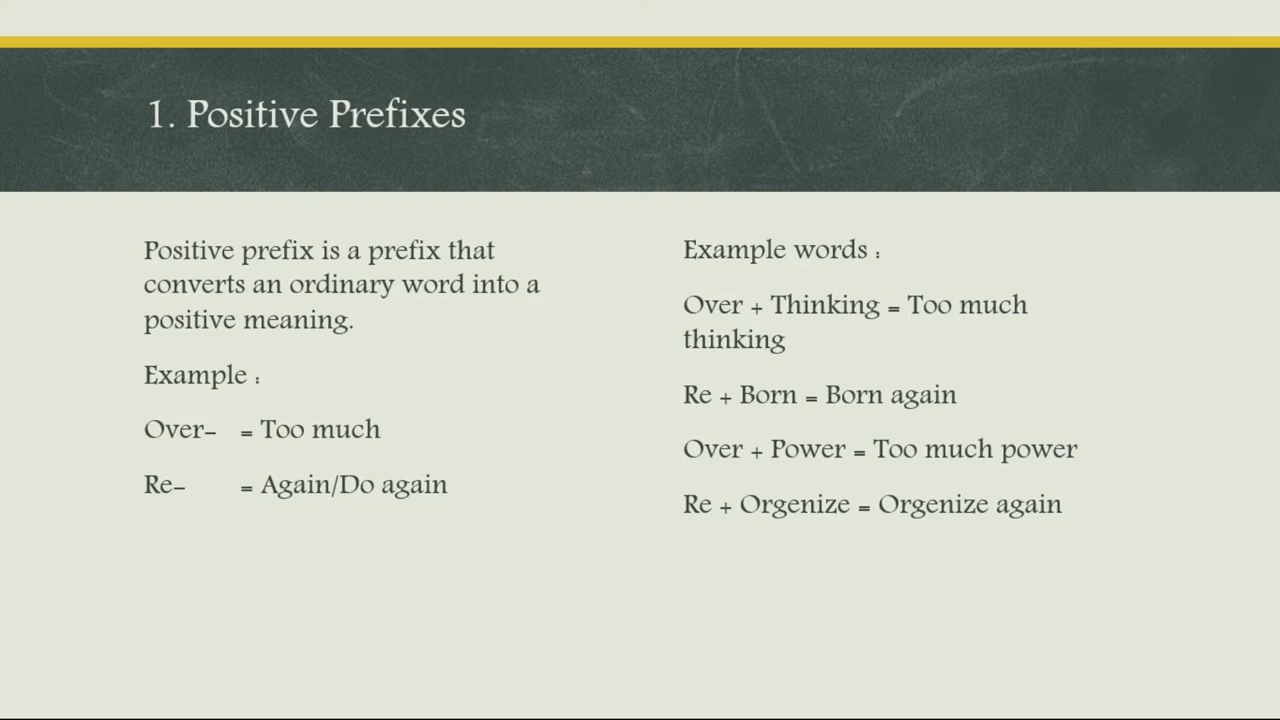 1. Positive Prefixes
Positive prefix is a prefix that
converts an ordinary word into a
positive meaning.
Example :
Over- = Too much
Re- = Again/Do again
Example words :
Over + Thinking = Too much
thinking
Re + Born = Born again
Over + Power = Too much power
Re + Orgenize = Orgenize again